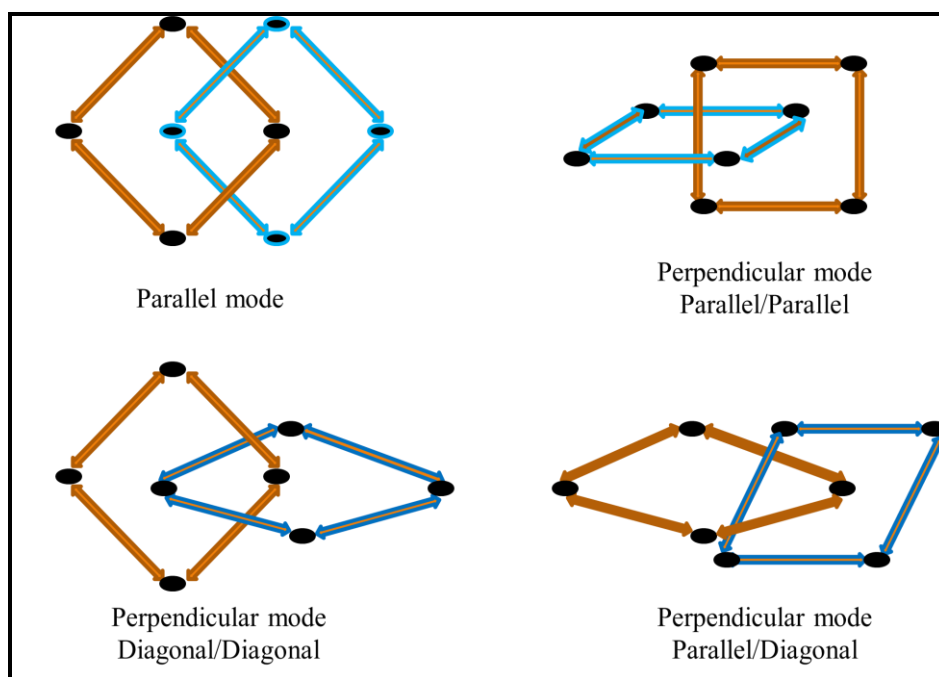 Parallel mode
Perpendicular mode
Parallel/Parallel
Perpendicular mode
Diagonal/Diagonal
Perpendicular mode
Parallel/Diagonal